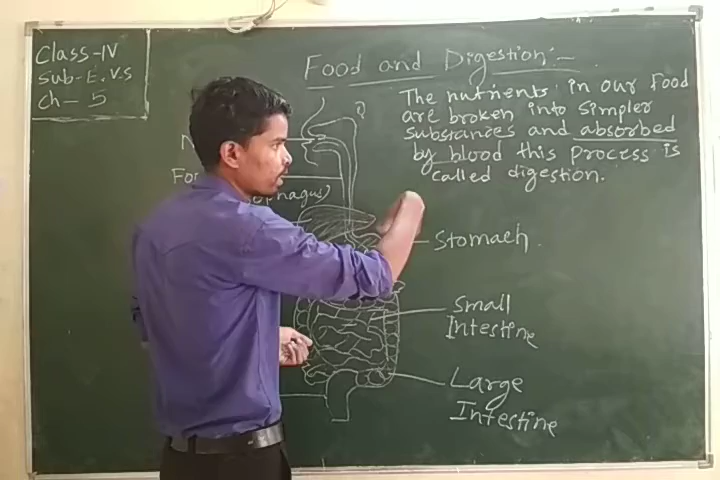 Class-IV
Sub-E.V.S
Ch-5
Food and Digestion:-
The nutrients in our Food
are broken into simpler
substances and absorbed
by blood this process is
called digestion.
Stomach
Small
Intestine
Large
Intestine